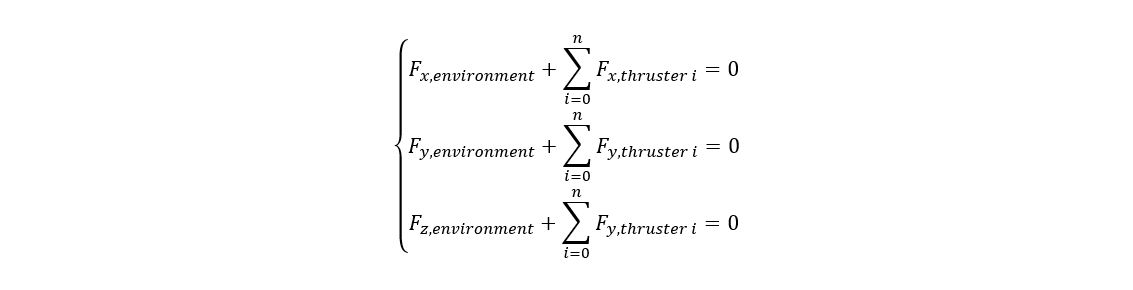 F_{x,environment} + \sum_{i=0}^{n} F_{x,thruster i} = 0
F_{y,environment} + \sum_{i=0}^{n} F_{y,thruster i} = 0
F_{z,environment} + \sum_{i=0}^{n} F_{y,thruster i} = 0